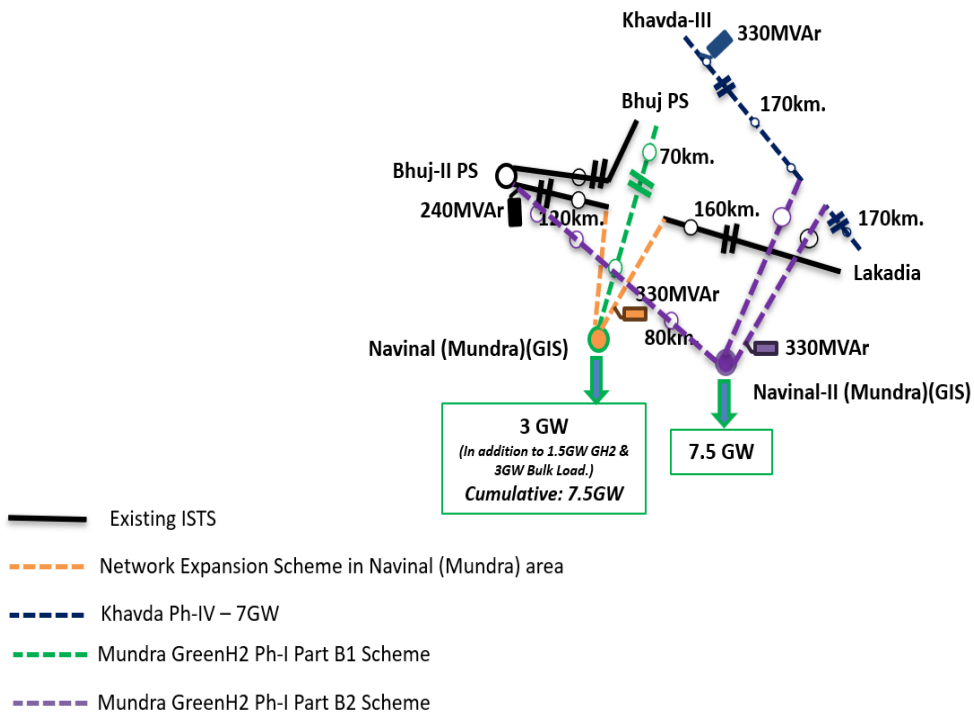 Khavda-III
330MVAr
170km.
Bhuj PS
70km.
Bhuj-II PS
240MVAr
120km.
160km.
170km.
Lakadia
330MVAr
80km
Navinal (Mundra)(GIS)
330MVAr
Navinal-II (Mundra)(GIS)
3 GW
(In addition to 1.5GW GH2 &
3GW Bulk Load.)
Cumulative: 7.5GW
7.5 GW
Existing ISTS
Network Expansion Scheme in Navinal (Mundra) area
Khavda Ph-IV – 7GW
Mundra GreenH2 Ph-I Part B1 Scheme
Mundra GreenH2 Ph-I Part B2 Scheme